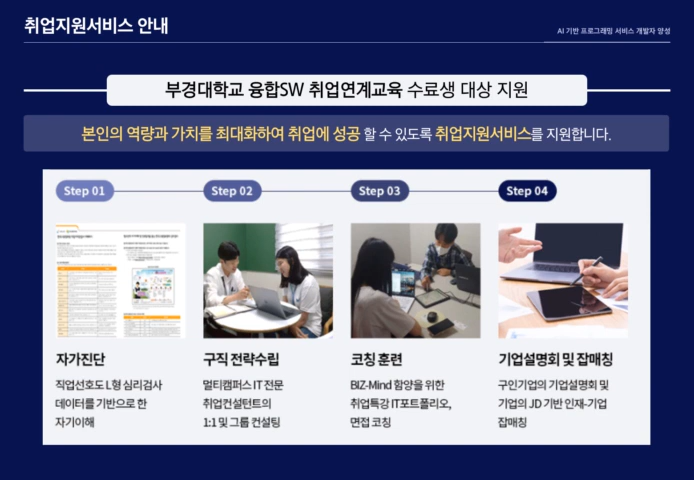 취업지원서비스 안내
AI 기반 프로그래밍 서비스 개발자 양성
부경대학교 융합SW 취업연계교육 수료생 대상 지원
본인의 역량과 가치를 최대화하여 취업에 성공 할 수 있도록 취업지원서비스를 지원합니다.
Step 01
Step 02
Step 03
Step 04
자가진단
직업선호도 L형 심리검사
데이터를 기반으로 한
자기이해
구직 전략수립
멀티캠퍼스 IT 전문
취업컨설턴트의
1:1 및 그룹 컨설팅
코칭 훈련
BIZ-Mind 함양을 위한
취업특강 IT포트폴리오,
면접 코칭
기업설명회 및 잡매칭
구인기업의 기업설명회 및
기업의 JD 기반 인재-기업
잡매칭